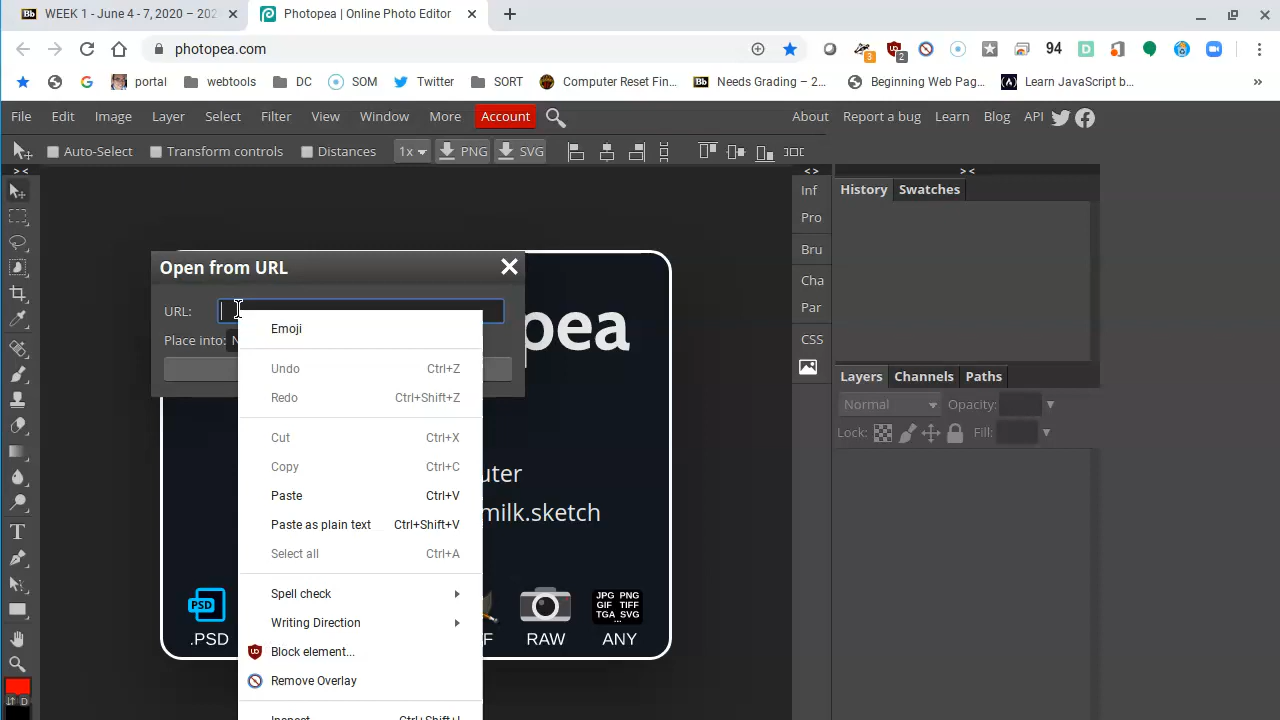 WEEK 1 - June 4 - 7, 2020 – 202
Photopea | Online Photo Editor
photopea.com
3
2
94
portal
webtools
DC
SOM
Twitter
SORT
Computer Reset Fin...
Needs Grading – 2...
Beginning Web Pag...
Learn JavaScript b...
File Edit Image Layer Select Filter View Window More Account
About Report a bug Learn Blog API
Auto-Select Transform controls Distances 1x PNG SVG
> <
< >
> <
Inf
Pro
Bru
Cha
Par
CSS
History Swatches
Open from URL
URL:
Place into: N
Emoji
Undo Ctrl+Z
Redo Ctrl+Shift+Z
Cut Ctrl+X
Copy Ctrl+C
Paste Ctrl+V
Paste as plain text Ctrl+Shift+V
Select all Ctrl+A
Spell check
Writing Direction
Block element...
Remove Overlay
Inspect Ctrl+Shift+I
pea
uter
milk.sketch
PSD
.PSD
F
RAW
JPG PNG
GIF TIFF
TGA SVG
...
ANY
Layers Channels Paths
Normal Opacity:
Lock: Fill:
T
D